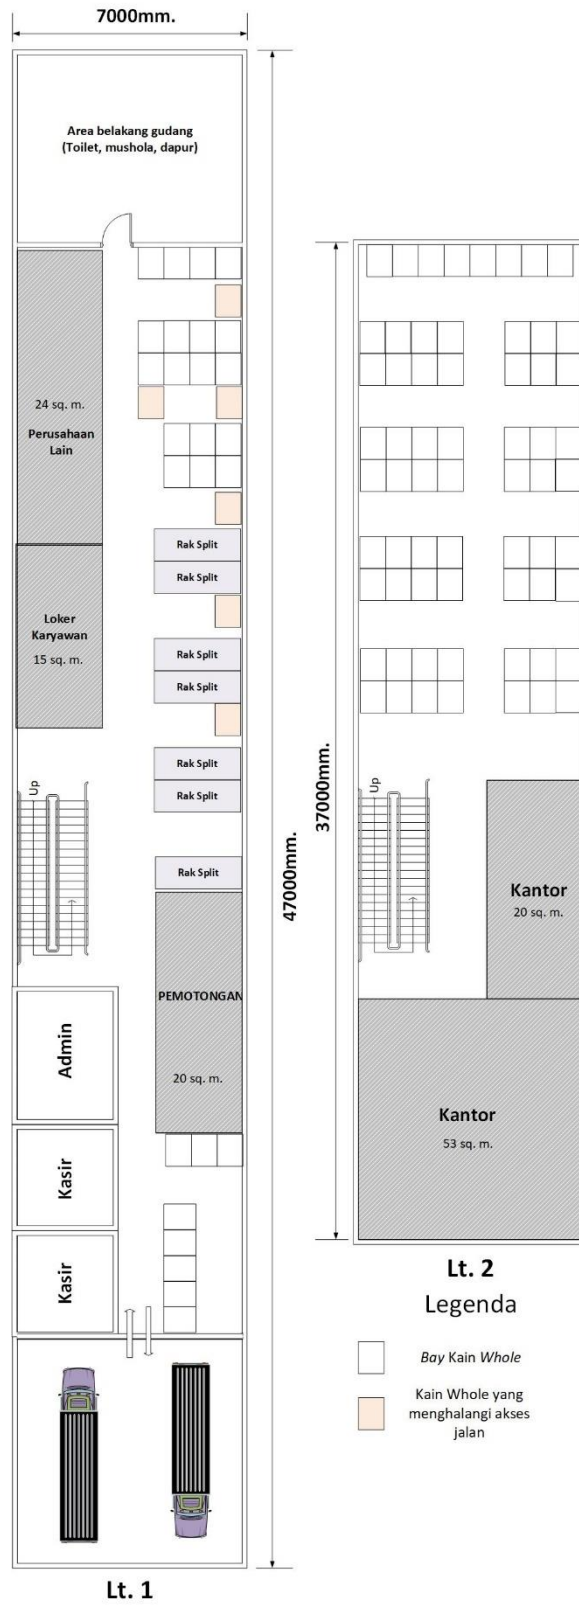 7000mm.
Area belakang gudang
(Toilet, mushola, dapur)
24 sq. m.
Perusahaan
Lain
Rak Split
Rak Split
Loker
Karyawan
15 sq. m.
Rak Split
Rak Split
Up
Rak Split
Rak Split
Rak Split
47000mm.
PEMOTONGAN
20 sq. m.
Admin
Kasir
Kasir
Lt. 1
37000mm.
Up
Kantor
20 sq. m.
Kantor
53 sq. m.
Lt. 2
Legenda
Bay Kain Whole
Kain Whole yang
menghalangi akses
jalan